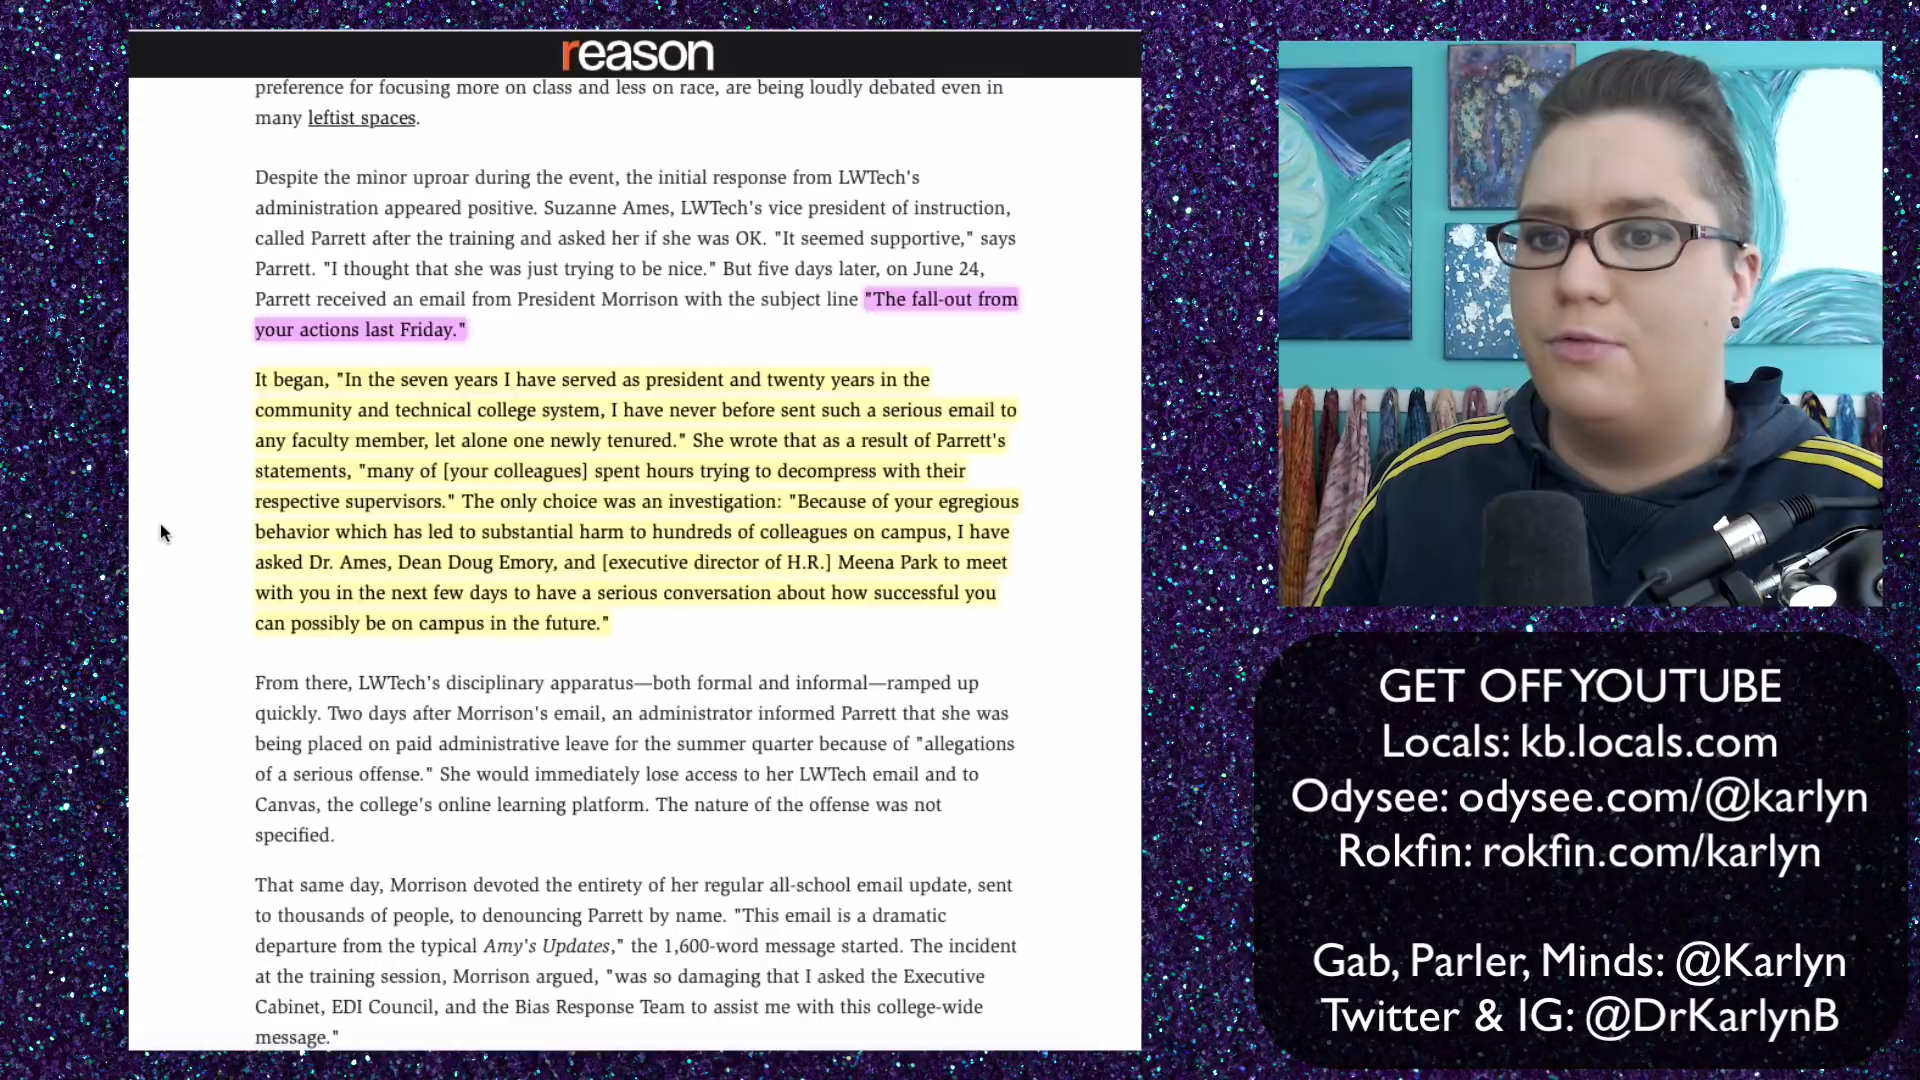 reason
preference for focusing more on class and less on race, are being loudly debated even in
many leftist spaces.
Despite the minor uproar during the event, the initial response from LWTech's
administration appeared positive. Suzanne Ames, LWTech's vice president of instruction,
called Parrett after the training and asked her if she was OK. "It seemed supportive," says
Parrett. "I thought that she was just trying to be nice." But five days later, on June 24,
Parrett received an email from President Morrison with the subject line "The fall-out from
your actions last Friday."
It began, "In the seven years I have served as president and twenty years in the
community and technical college system, I have never before sent such a serious email to
any faculty member, let alone one newly tenured." She wrote that as a result of Parrett's
statements, "many of [your colleagues] spent hours trying to decompress with their
respective supervisors." The only choice was an investigation: "Because of your egregious
behavior which has led to substantial harm to hundreds of colleagues on campus, I have
asked Dr. Ames, Dean Doug Emory, and [executive director of H.R.] Meena Park to meet
with you in the next few days to have a serious conversation about how successful you
can possibly be on campus in the future."
From there, LWTech's disciplinary apparatus—both formal and informal—ramped up
quickly. Two days after Morrison's email, an administrator informed Parrett that she was
being placed on paid administrative leave for the summer quarter because of "allegations
of a serious offense." She would immediately lose access to her LWTech email and to
Canvas, the college's online learning platform. The nature of the offense was not
specified.
That same day, Morrison devoted the entirety of her regular all-school email update, sent
to thousands of people, to denouncing Parrett by name. "This email is a dramatic
departure from the typical Amy's Updates," the 1,600-word message started. The incident
at the training session, Morrison argued, "was so damaging that I asked the Executive
Cabinet, EDI Council, and the Bias Response Team to assist me with this college-wide
message."
GET OFF YOUTUBE
Locals: kb.locals.com
Odysee: odysee.com/@karlyn
Rokfin: rokfin.com/karlyn
Gab, Parler, Minds: @Karlyn
Twitter & IG: @DrKarlynB